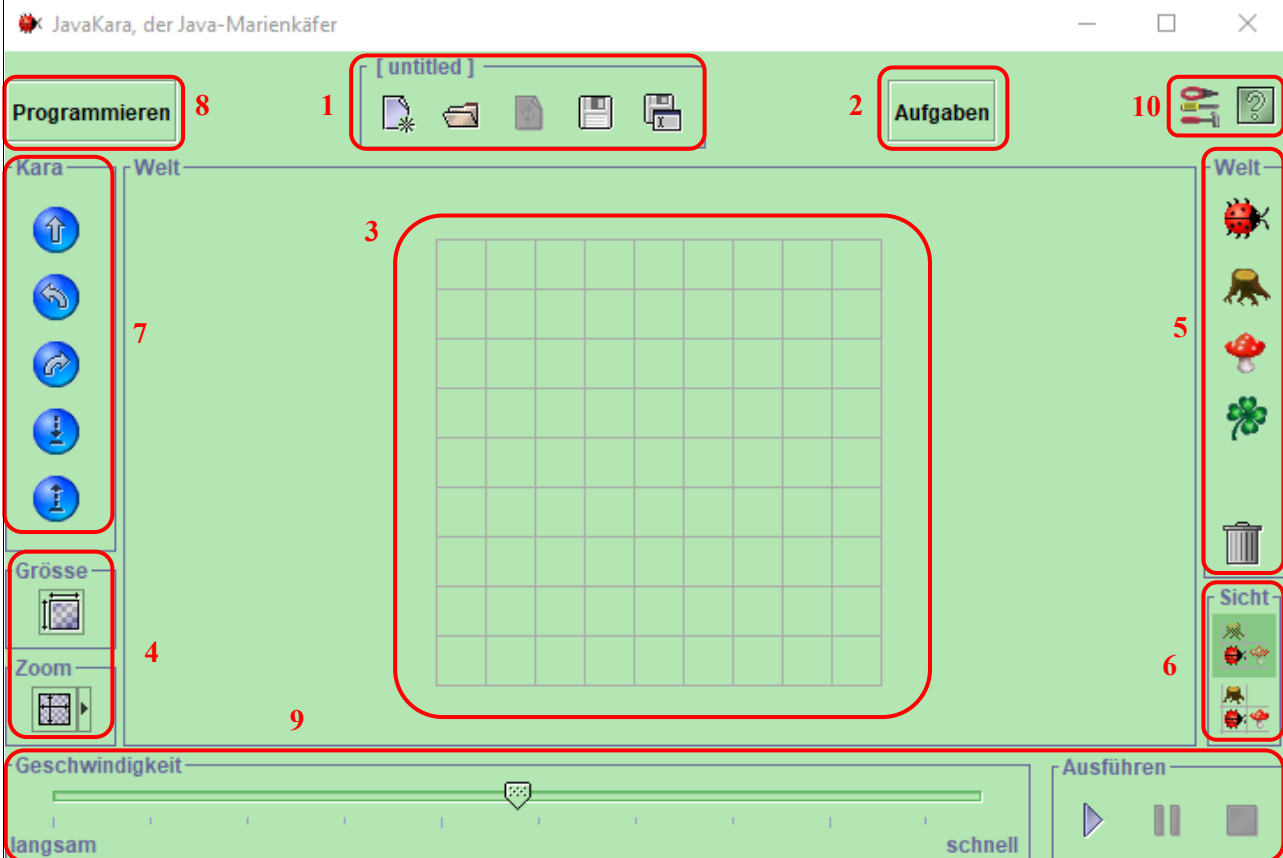 JavaKara, der Java-Marienkäfer
[ untitled ]
Programmieren
8
1
2
Aufgaben
10
Kara
Welt
Welt
3
7
5
Grösse
Sicht
4
Zoom
6
9
Geschwindigkeit
Ausführen
langsam
schnell